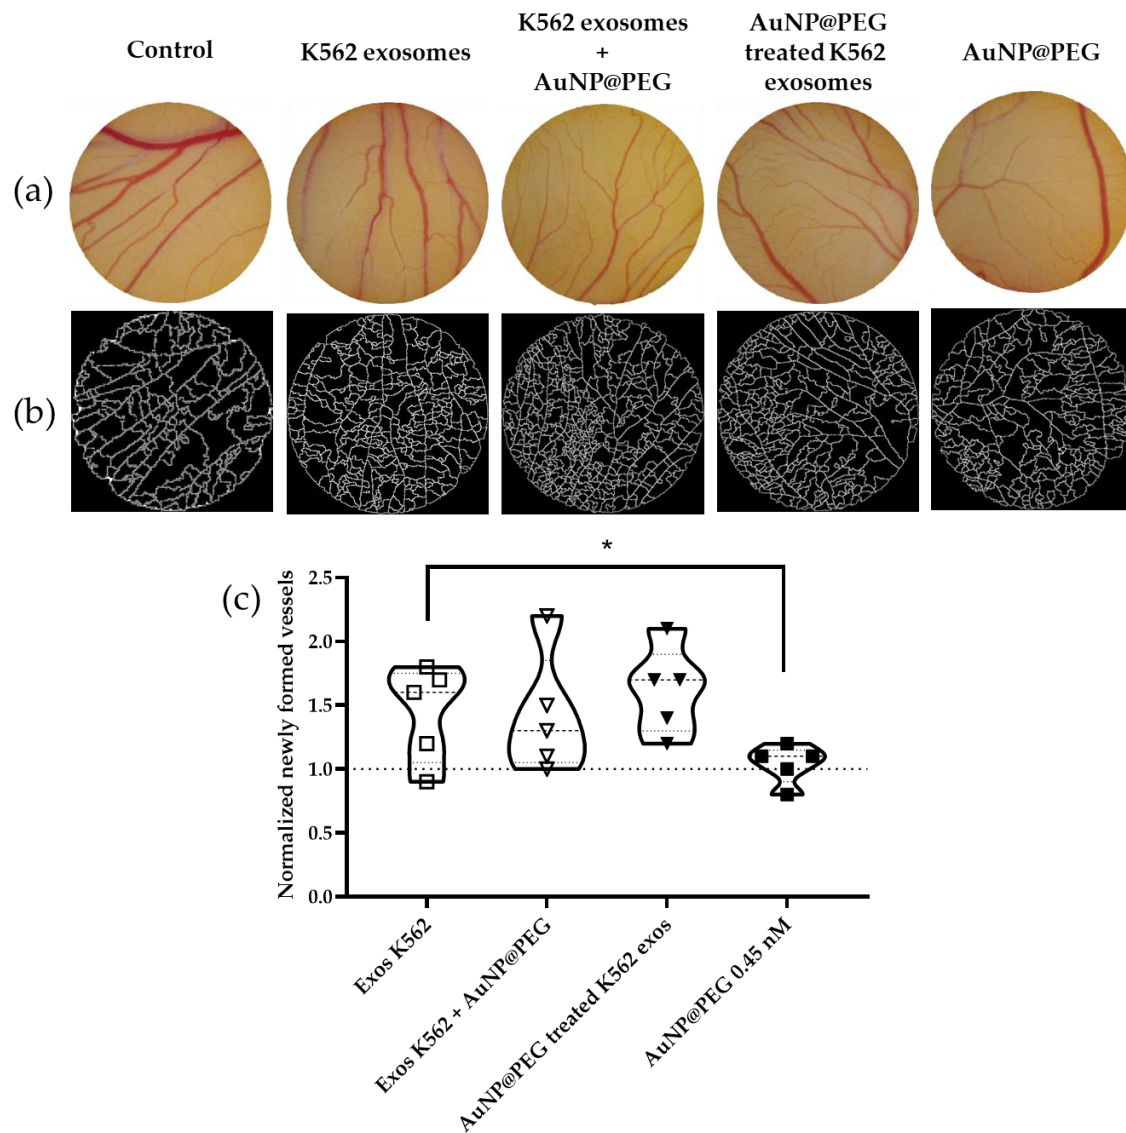 Control
K562 exosomes
K562 exosomes
+
AuNP@PEG
AuNP@PEG
treated K562
exosomes
AuNP@PEG
(a)
(b)
(c)
*
Normalized newly formed vessels
2.5
2.0
1.5
1.0
0.5
0.0
Exos K562
Exos K562 + AuNP@PEG
AuNP@PEG treated K562 exos
AuNP@PEG 0.45 nM